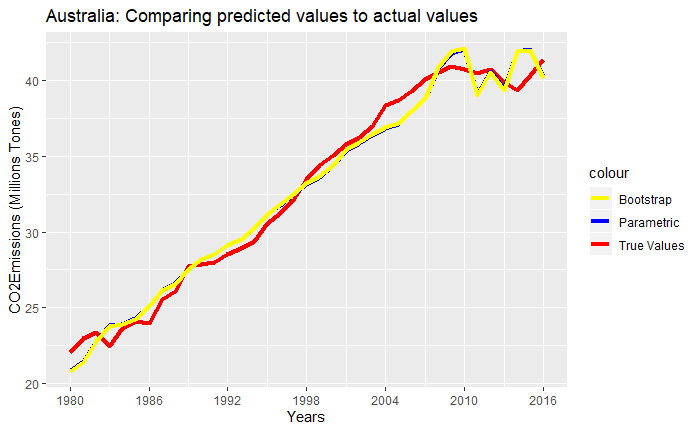 Australia: Comparing predicted values to actual values
CO2Emissions (Millions Tones)
40
35
30
25
20
1980 1986 1992 1998 2004 2010 2016
Years
colour
Bootstrap
Parametric
True Values